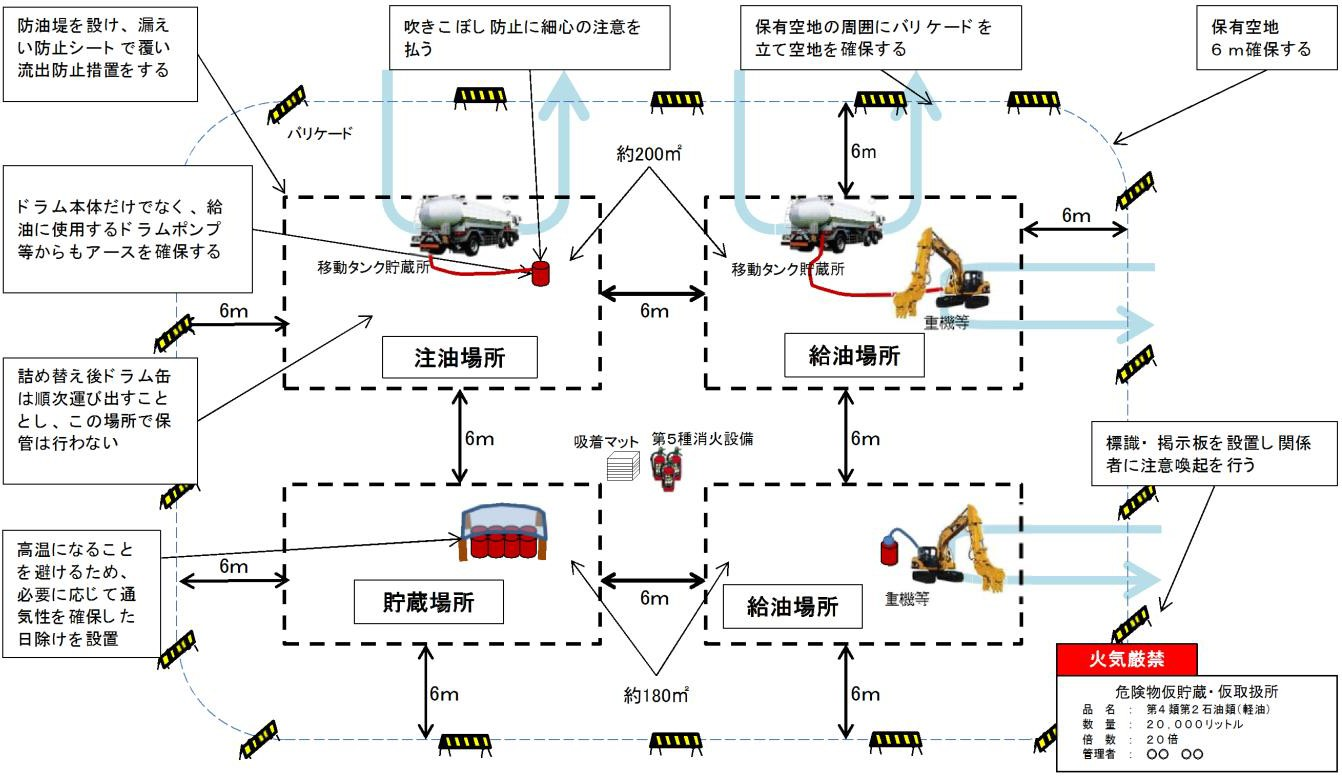 防油堤を設け、漏え
い防止シートで覆い
流出防止措置をする
吹きこぼし防止に細心の注意を
払う
保有空地の周囲にバリケードを
立て空地を確保する
保有空地
６ｍ確保する
バリケード
6m
約200㎡
ドラム本体だけでなく、給
油に使用するドラムポンプ
等からもアースを確保する
6m
移動タンク貯蔵所
移動タンク貯蔵所
6m
6m
重機等
注油場所
給油場所
詰め替え後ドラム缶
は順次運び出すこと
とし、この場所で保
管は行わない
6m
吸着マット
第５種消火設備
6m
標識・掲示板を設置し関係
者に注意喚起を行う
高温になること
を避けるため、
必要に応じて通
気性を確保した
日除けを設置
6m
6m
重機等
貯蔵場所
給油場所
6m
約180㎡
6m
火気厳禁
危険物仮貯蔵・仮取扱所
品　名　：　第４類第２石油類（軽油）
数　量　：　２０，０００リットル
倍　数　：　２０倍
管理者　：　〇〇　〇〇